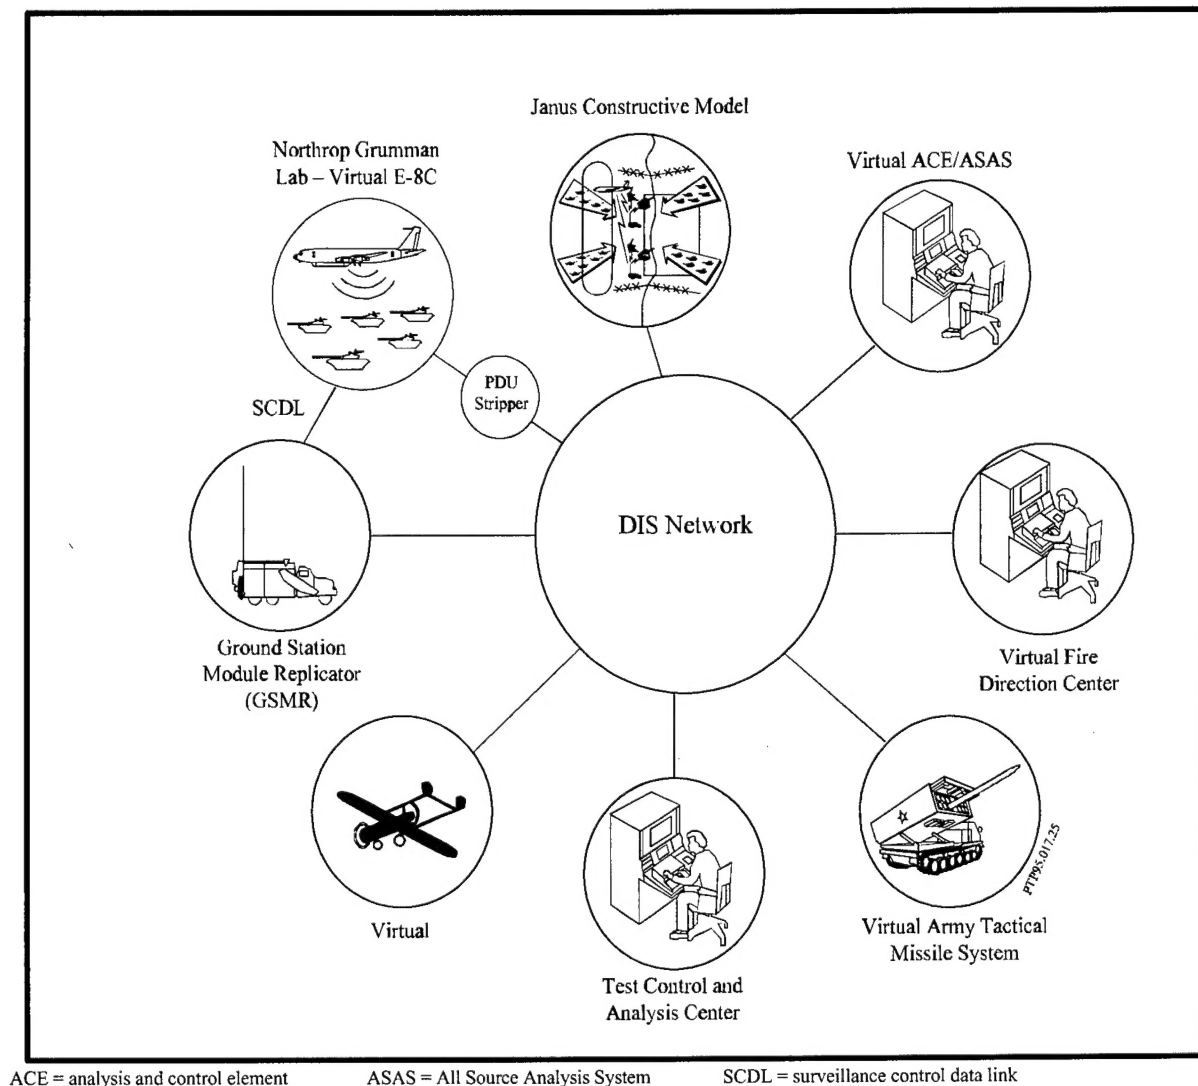 Janus Constructive Model
Northrop Grumman
Lab – Virtual E-8C
Virtual ACE/ASAS
PDU
Stripper
SCDL
DIS Network
Ground Station
Module Replicator
(GSMR)
Virtual Fire
Direction Center
Virtual
Virtual Army Tactical
Missile System
PTP95.017.25
Test Control and
Analysis Center
ACE = analysis and control element ASAS = All Source Analysis System SCDL = surveillance control data link